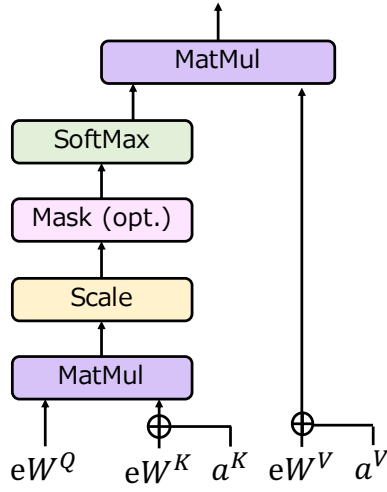 MatMul
SoftMax
Mask (opt.)
Scale
MatMul
eW^Q eW^K a^K eW^V a^V